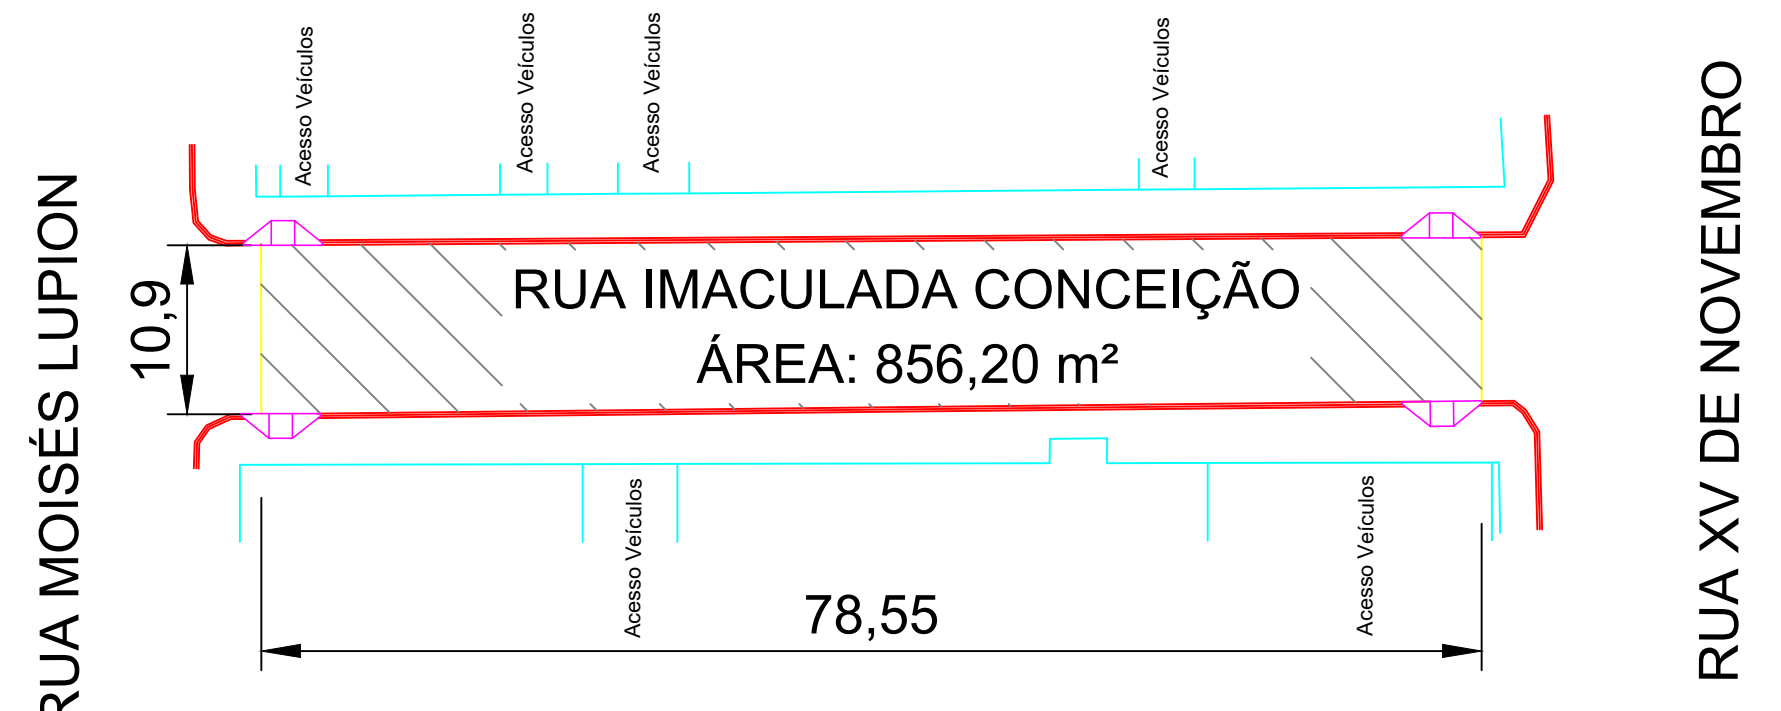 Acesso Veículos
Acesso Veículos
Acesso Veículos
Acesso Veículos
RUA MOISÉS LUPION
10,9
RUA IMACULADA CONCEIÇÃO
ÁREA: 856,20 m²
RUA XV DE NOVEMBRO
Acesso Veículos
Acesso Veículos
78,55